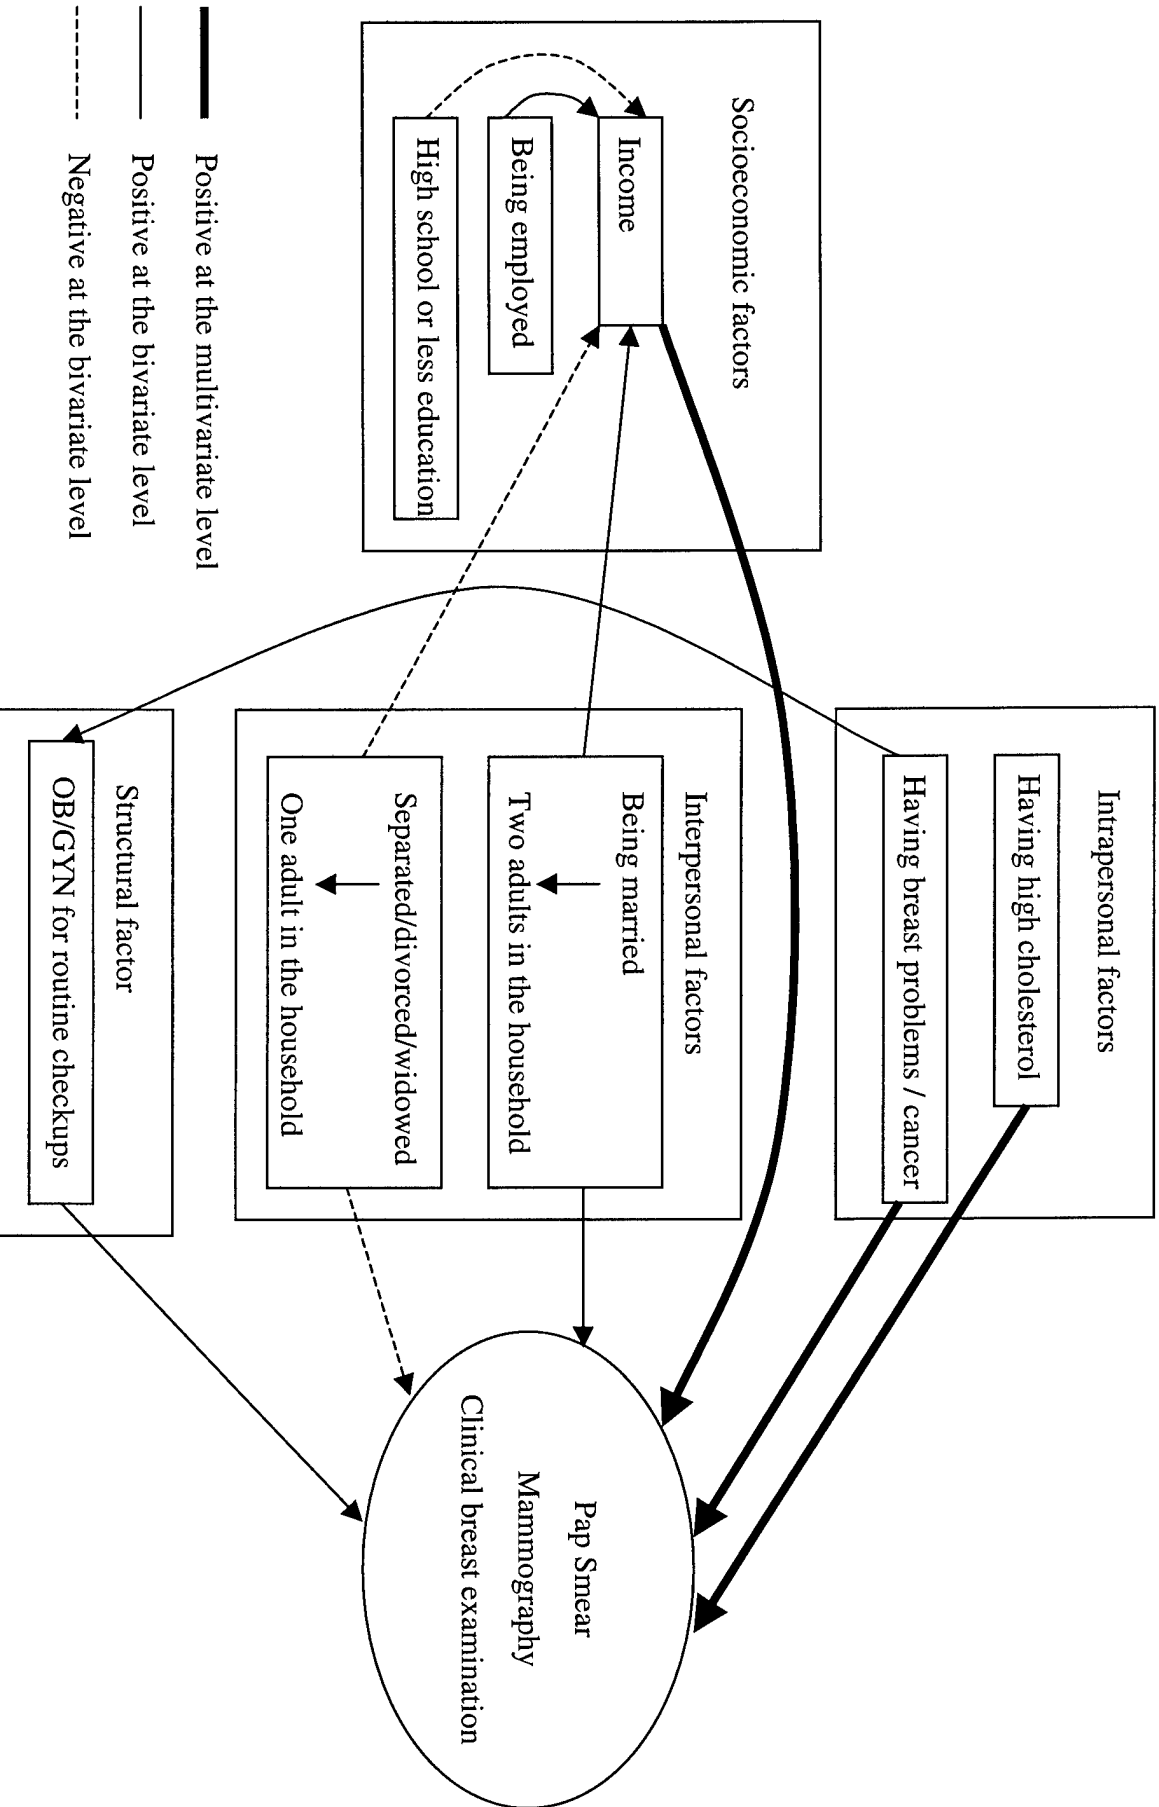 Intrapersonal factors
Having high cholesterol
Having breast problems / cancer
Socioeconomic factors
Income
Being employed
High school or less education
Interpersonal factors
Being married
Two adults in the household
Separated/divorced/widowed
One adult in the household
Structural factor
OB/GYN for routine checkups
Pap Smear
Mammography
Clinical breast examination
Positive at the multivariate level
Positive at the bivariate level
Negative at the bivariate level